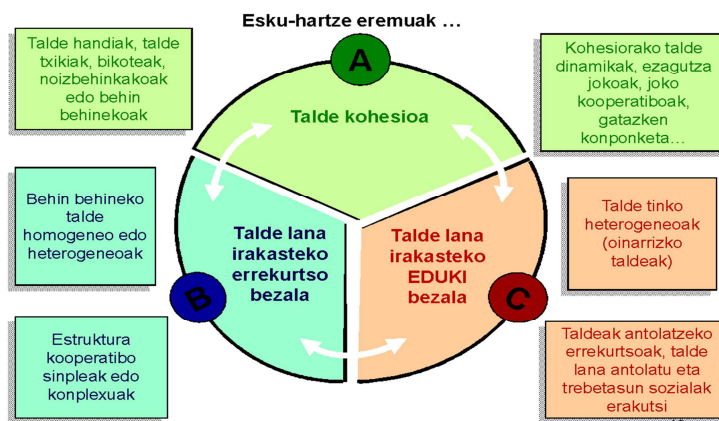 Esku-hartze eremuak …
Talde handiak, talde
txikiak, bikoteak,
noizbehinkakoak
edo behin
behinekoak
A
Talde kohesioa
Kohesiorako talde
dinamikak, ezagutza
jokoak, joko
kooperatiboak,
gatazken
konponketa…
Behin behineko
talde
homogeneo edo
heterogeneoak
Talde lana
irakasteko
errekurtso
bezala
B
Estruktura
kooperatibo
sinpleak edo
konplexuak
Talde lana
irakasteko
EDUKI
bezala
C
Talde tinko
heterogeneoak
(oinarrizko
taldeak)
Taldeak antolatzeko
errekurtsoak, talde
lana antolatu eta
trebetasun sozialak
erakutsi